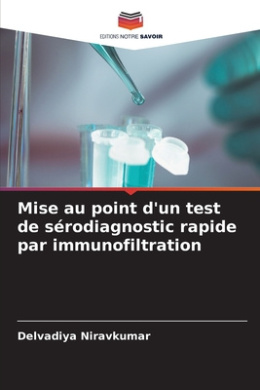 EDITIONS NOTRE SAVOIR
Mise au point d'un test
de sérodiagnostic rapide
par immunofiltration
Delvadiya Niravkumar